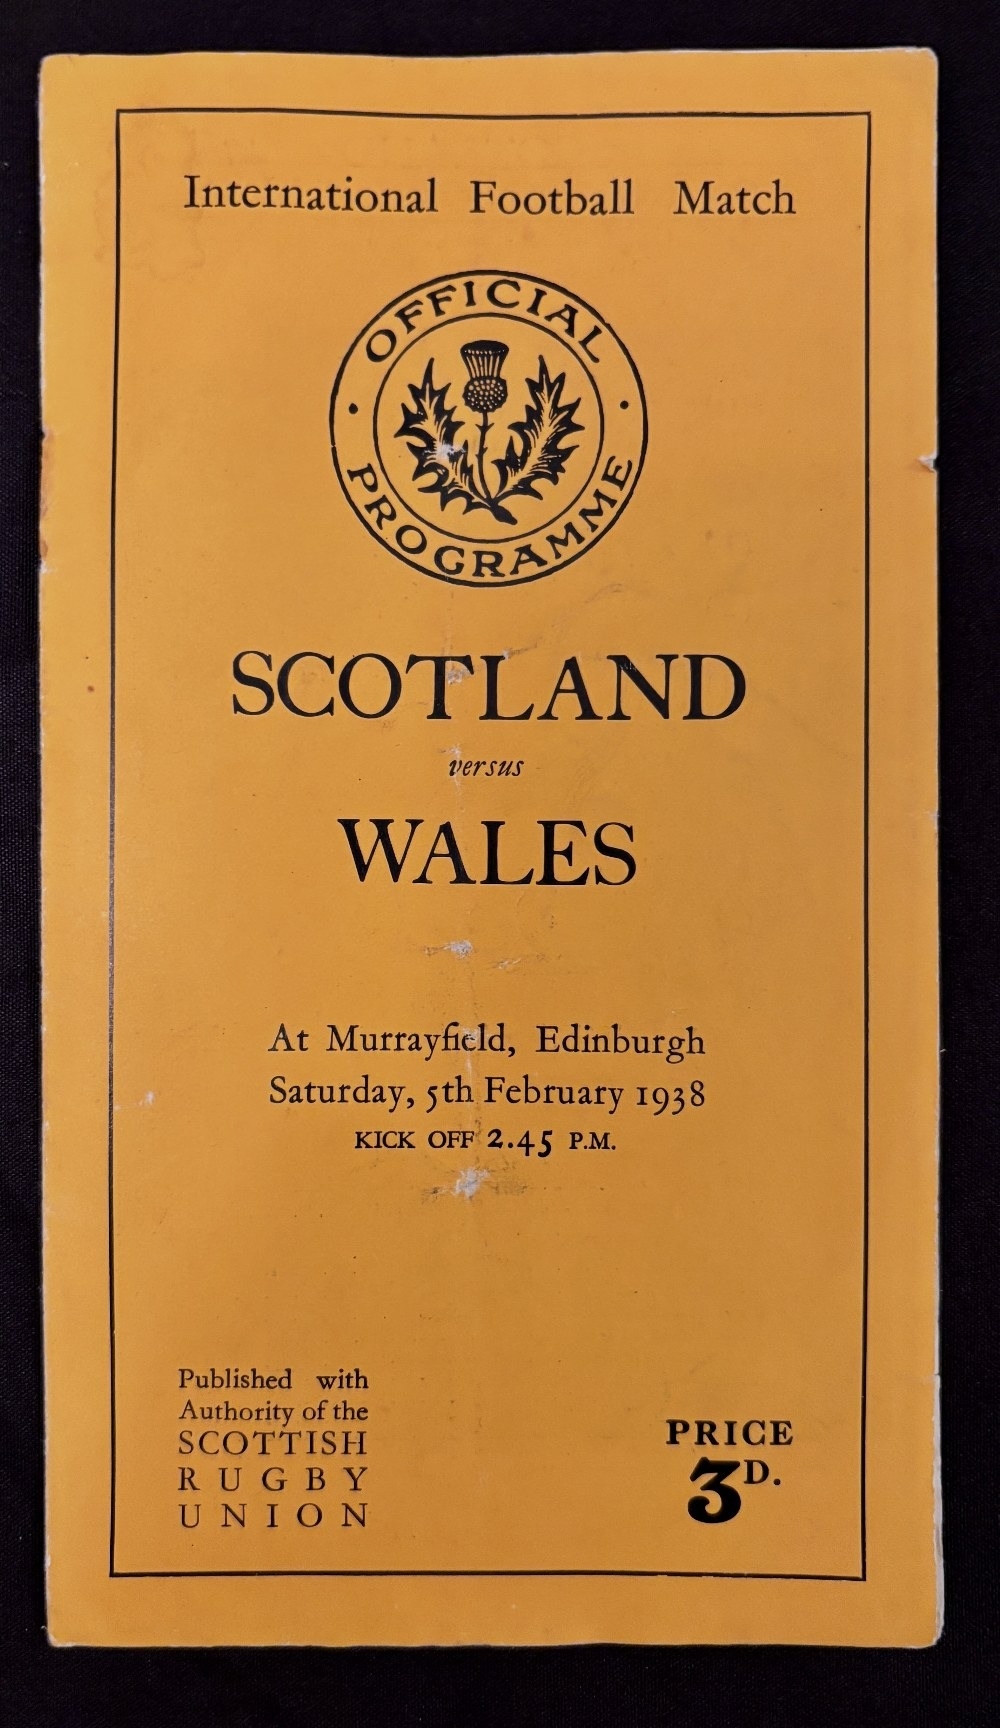 International Football Match
OFFICIAL
PROGRAMME
SCOTLAND
versus
WALES
At Murrayfield, Edinburgh
Saturday, 5th February 1938
KICK OFF 2.45 P.M.
Published with
Authority of the
SCOTTISH
RUGBY
UNION
PRICE
3D.